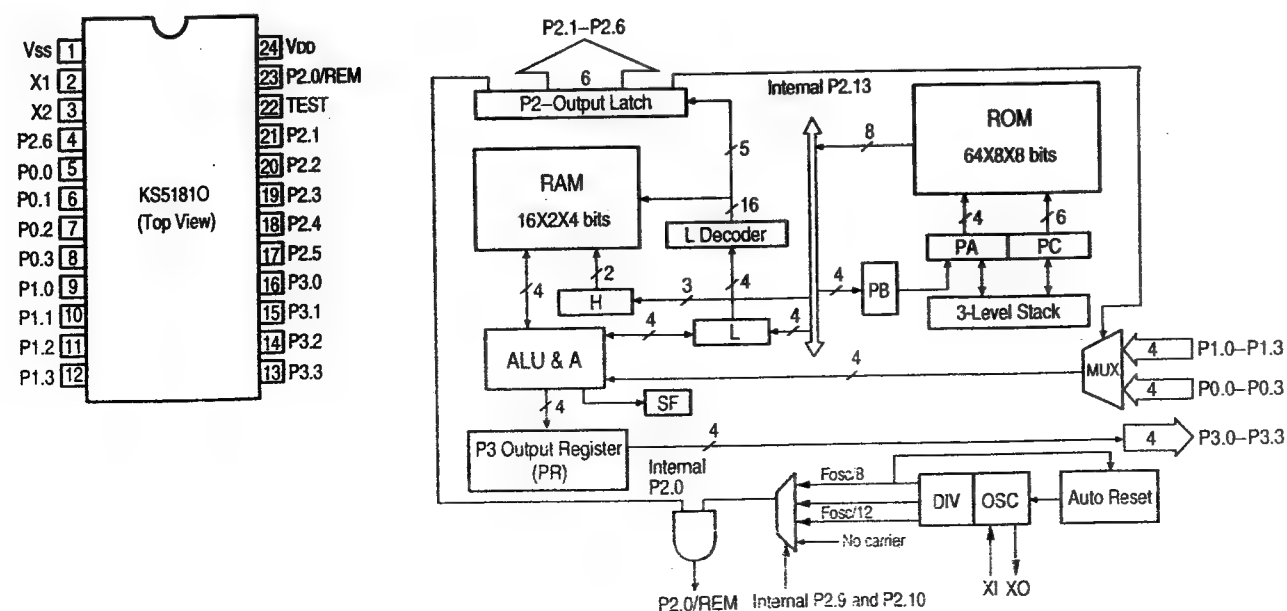 Vss 1
X1 2
X2 3
P2.6 4
P0.0 5
P0.1 6
P0.2 7
P0.3 8
P1.0 9
P1.1 10
P1.2 11
P1.3 12
KS5181O
(Top View)
24 VDD
23 P2.0/REM
22 TEST
21 P2.1
20 P2.2
19 P2.3
18 P2.4
17 P2.5
16 P3.0
15 P3.1
14 P3.2
13 P3.3
P2.1–P2.6
6
P2–Output Latch
Internal P2.13
ROM
64X8X8 bits
8
5
RAM
16X2X4 bits
16
L Decoder
4
6
PA
PC
2
4
4
PB
3-Level Stack
H
3
4
L
4
4
ALU & A
4
MUX
4
P1.0–P1.3
4
P0.0–P0.3
4
SF
P3 Output Register
(PR)
4
4
P3.0–P3.3
Internal
P2.0
Fosc/8
Fosc/12
No carrier
DIV
OSC
Auto Reset
XI
XO
P2.0/REM
Internal P2.9 and P2.10